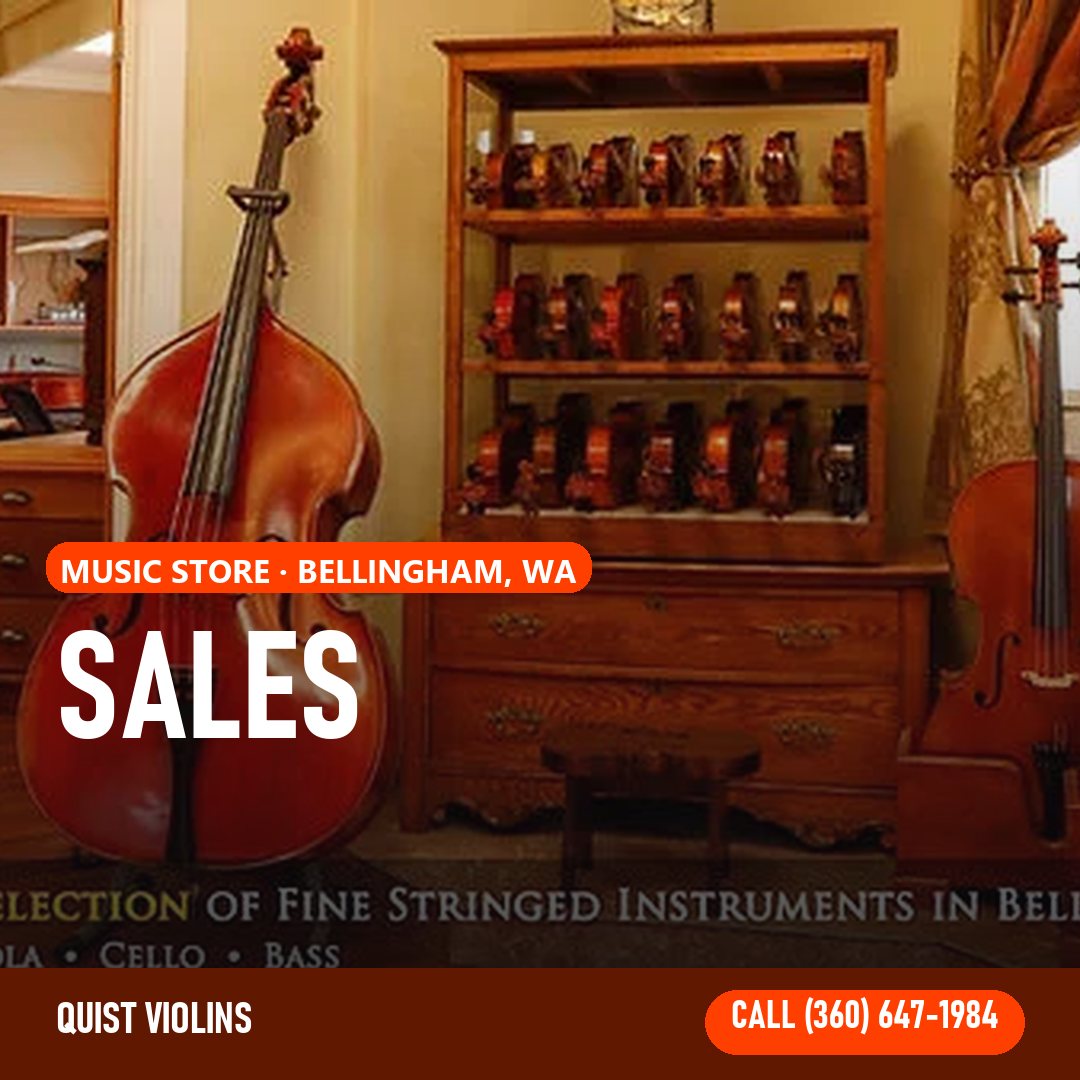 MUSIC STORE · BELLINGHAM, WA
SALES
OF FINE STRINGED INSTRUMENTS IN
• CELLO • BASS
QUIST VIOLINS
CALL (360) 647-1984